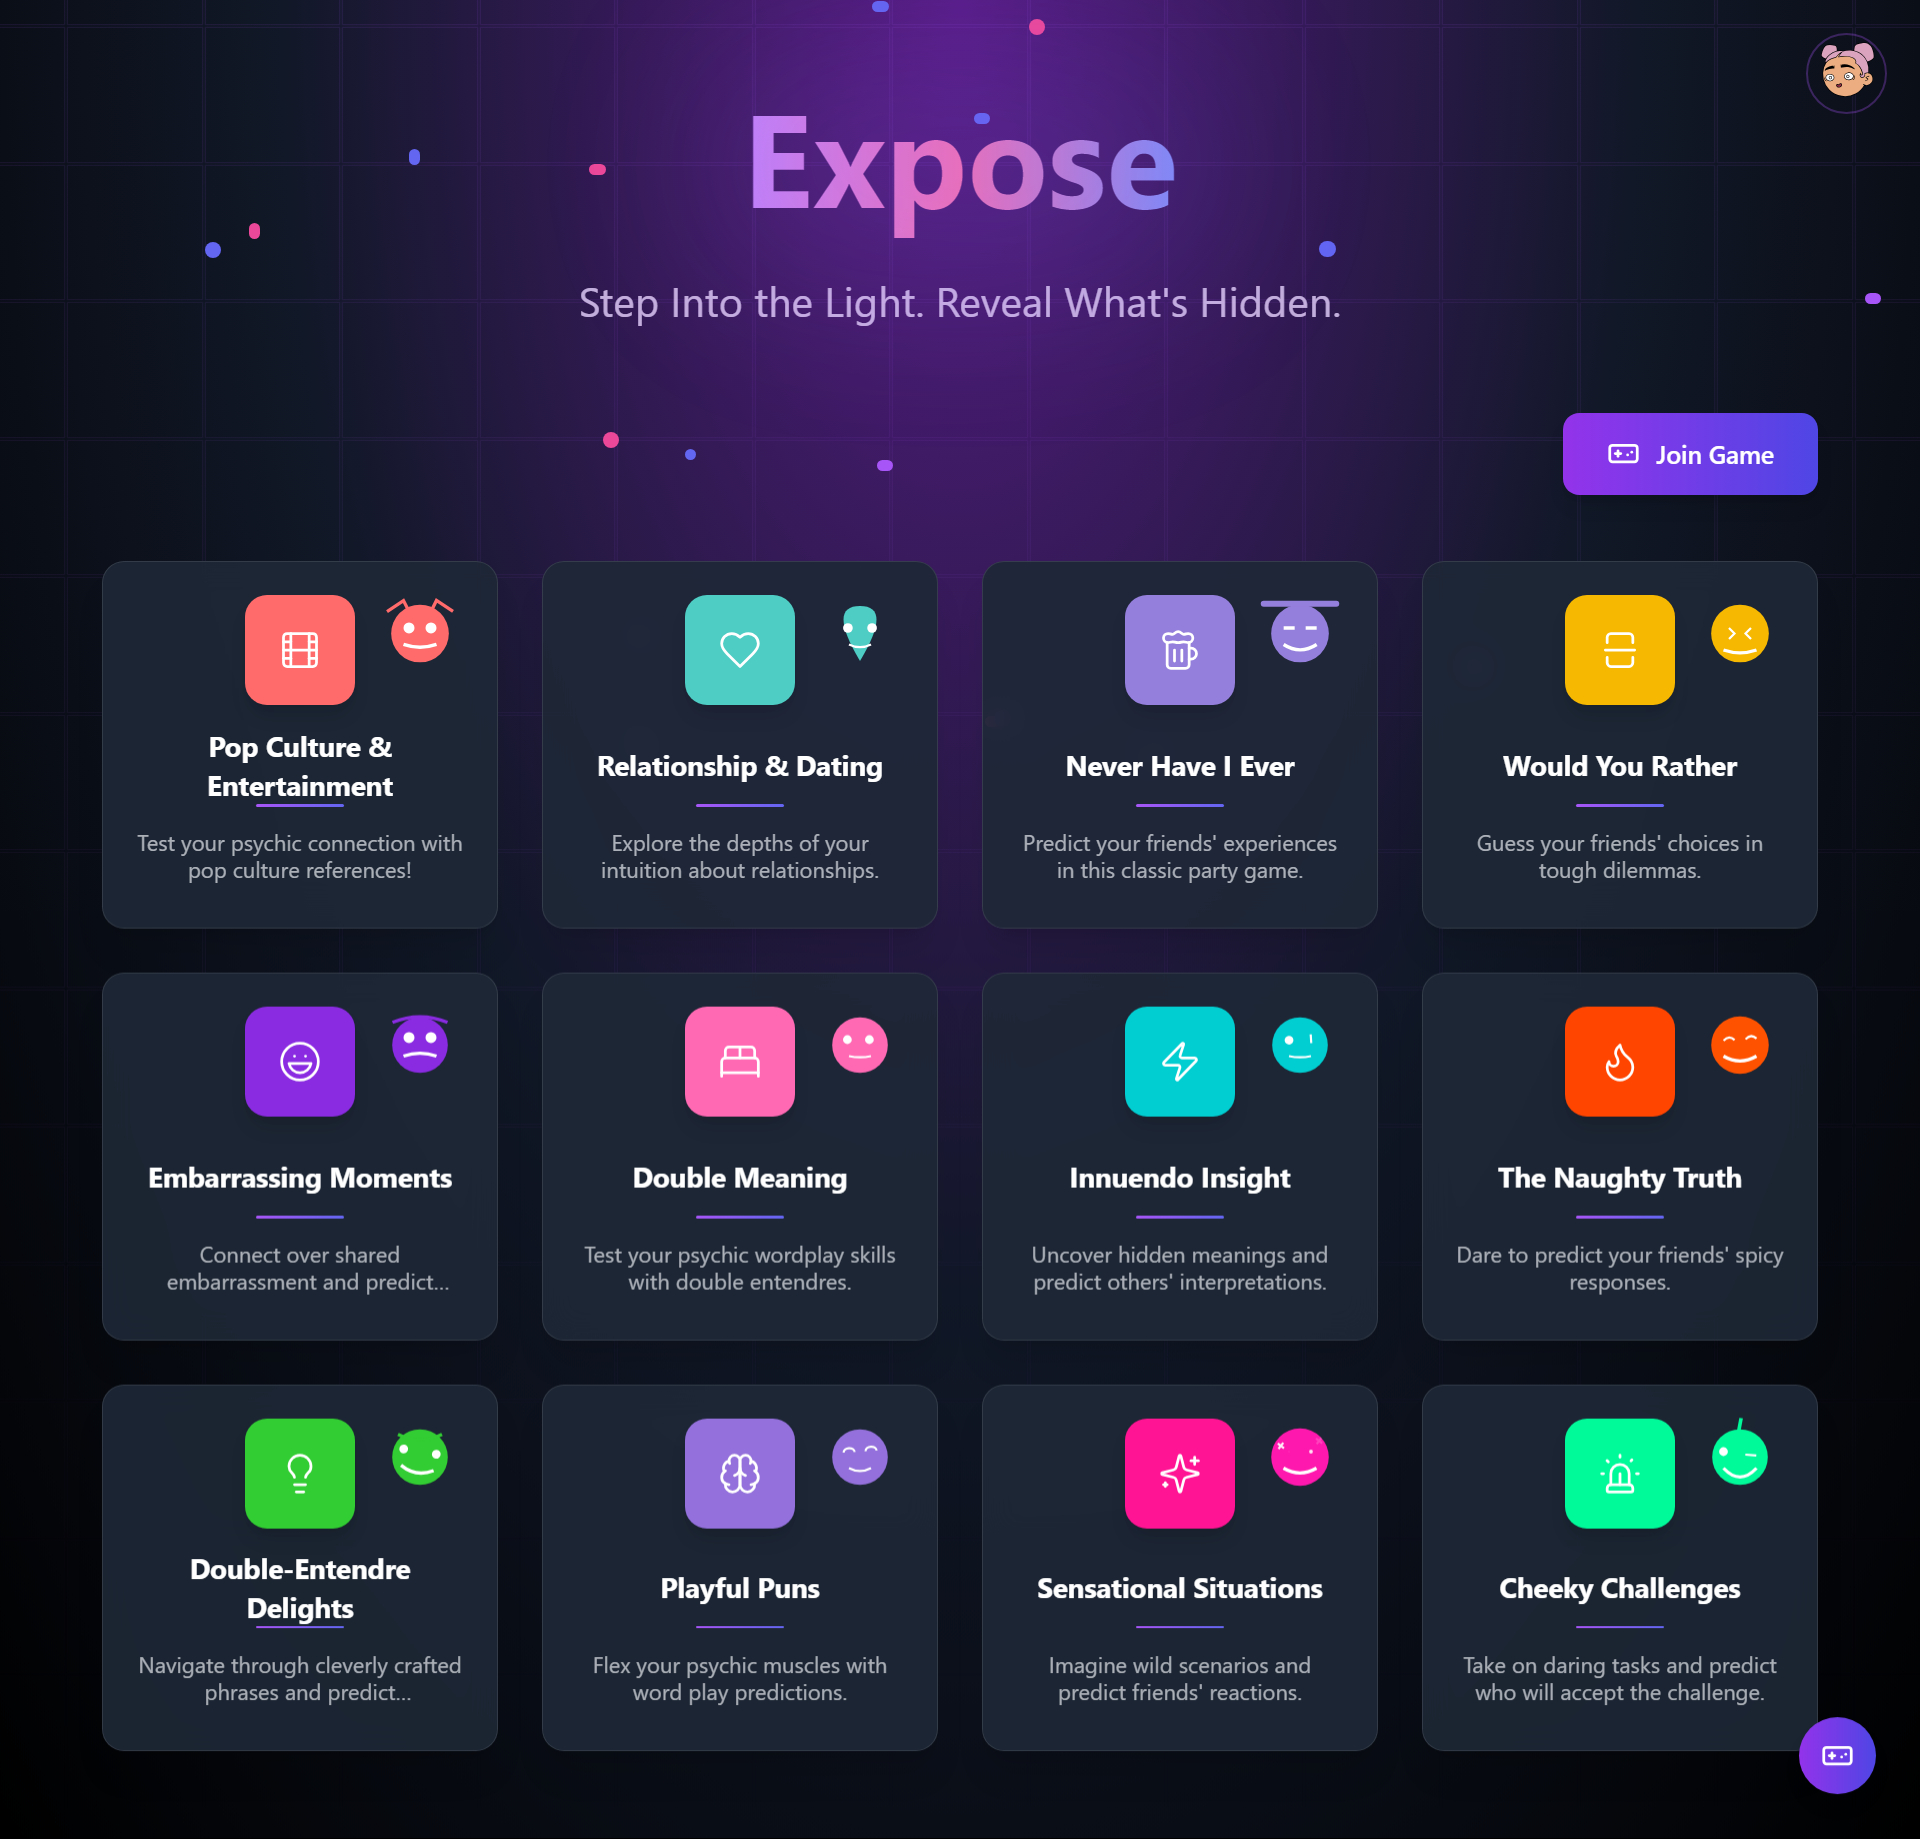 Expose
Step Into the Light. Reveal What's Hidden.
Join Game
Pop Culture &
Entertainment
Test your psychic connection with
pop culture references!
Relationship & Dating
Explore the depths of your
intuition about relationships.
Never Have I Ever
Predict your friends' experiences
in this classic party game.
Would You Rather
Guess your friends' choices in
tough dilemmas.
Embarrassing Moments
Connect over shared
embarrassment and predict...
Double Meaning
Test your psychic wordplay skills
with double entendres.
Innuendo Insight
Uncover hidden meanings and
predict others' interpretations.
The Naughty Truth
Dare to predict your friends' spicy
responses.
Double-Entendre
Delights
Navigate through cleverly crafted
phrases and predict...
Playful Puns
Flex your psychic muscles with
word play predictions.
Sensational Situations
Imagine wild scenarios and
predict friends' reactions.
Cheeky Challenges
Take on daring tasks and predict
who will accept the challenge.